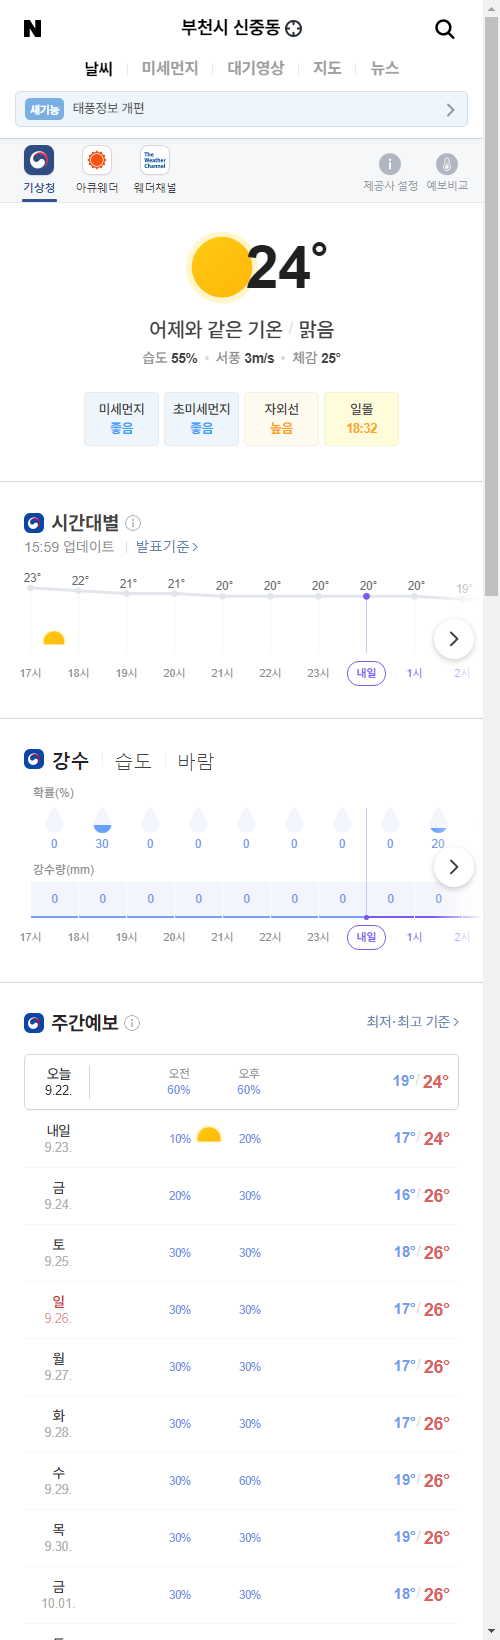 N
부천시 신중동
날씨 미세먼지 대기영상 지도 뉴스
새기능 태풍정보 개편
The Weather Channel
기상청 아큐웨더 웨더채널 제공사 설정 예보비교
24°
어제와 같은 기온 / 맑음
습도 55% 서풍 3m/s 체감 25°
미세먼지 초미세먼지 자외선 일몰
좋음 좋음 높음 18:32
시간대별
15:59 업데이트 발표기준
23° 22° 21° 21° 20° 20° 20° 20° 20° 19°
17시 18시 19시 20시 21시 22시 23시 내일 1시 2시
강수 습도 바람
확률(%)
0 30 0 0 0 0 0 0 20
강수량(mm)
0 0 0 0 0 0 0 0 0
17시 18시 19시 20시 21시 22시 23시 내일 1시 2시
주간예보 최저·최고 기준
오늘 오전 오후
9.22. 60% 60% 19°/ 24°
내일
9.23. 10% 20% 17°/ 24°
금
9.24. 20% 30% 16°/ 26°
토
9.25. 30% 30% 18°/ 26°
일
9.26. 30% 30% 17°/ 26°
월
9.27. 30% 30% 17°/ 26°
화
9.28. 30% 30% 17°/ 26°
수
9.29. 30% 60% 19°/ 26°
목
9.30. 30% 30% 19°/ 26°
금
10.01. 30% 30% 18°/ 26°